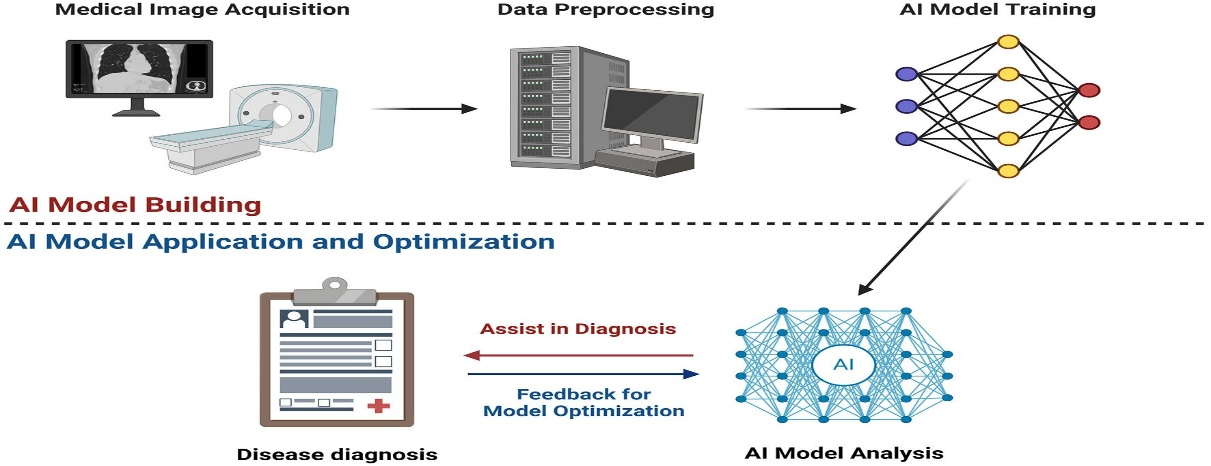 Medical Image Acquisition
Data Preprocessing
AI Model Training
AI Model Building
AI Model Application and Optimization
Assist in Diagnosis
AI
Feedback for
Model Optimization
Disease diagnosis
AI Model Analysis